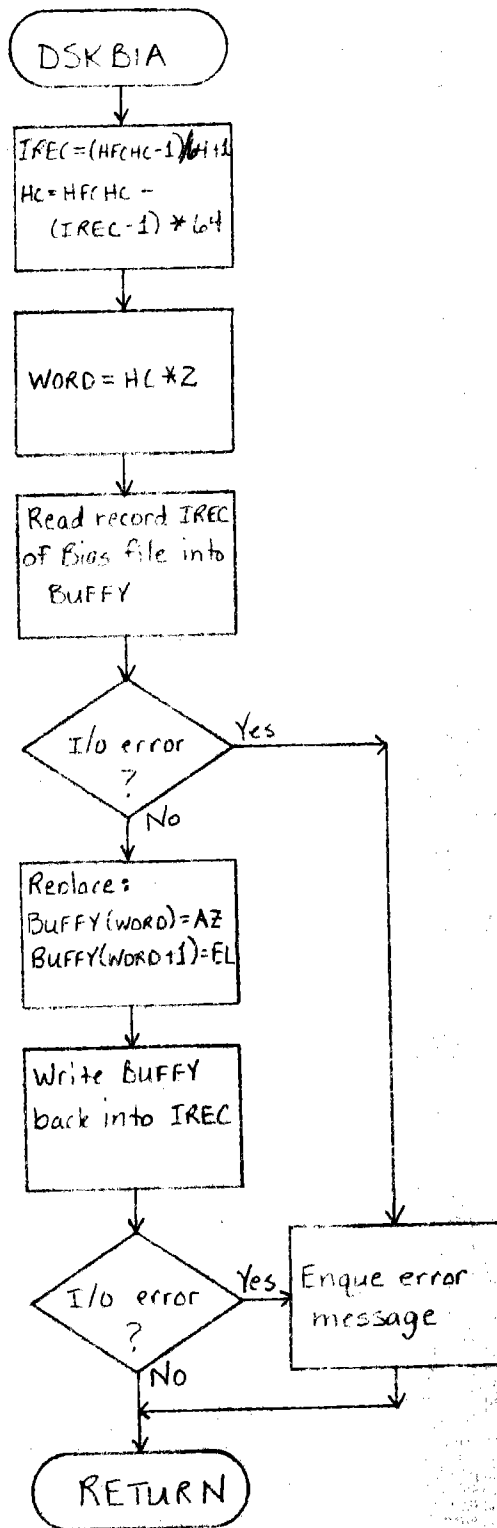 DSKBIA
IREC=(HFCHC-1)/64+1
HC=HFCHC-
(IREC-1)*64
WORD=HC*2
Read record IREC
of Bias file into
BUFFY
I/o error
?
Yes
No
Replace:
BUFFY(WORD)=AZ
BUFFY(WORD+1)=EL
Write BUFFY
back into IREC
I/o error
?
Yes
No
Enque error
message
RETURN